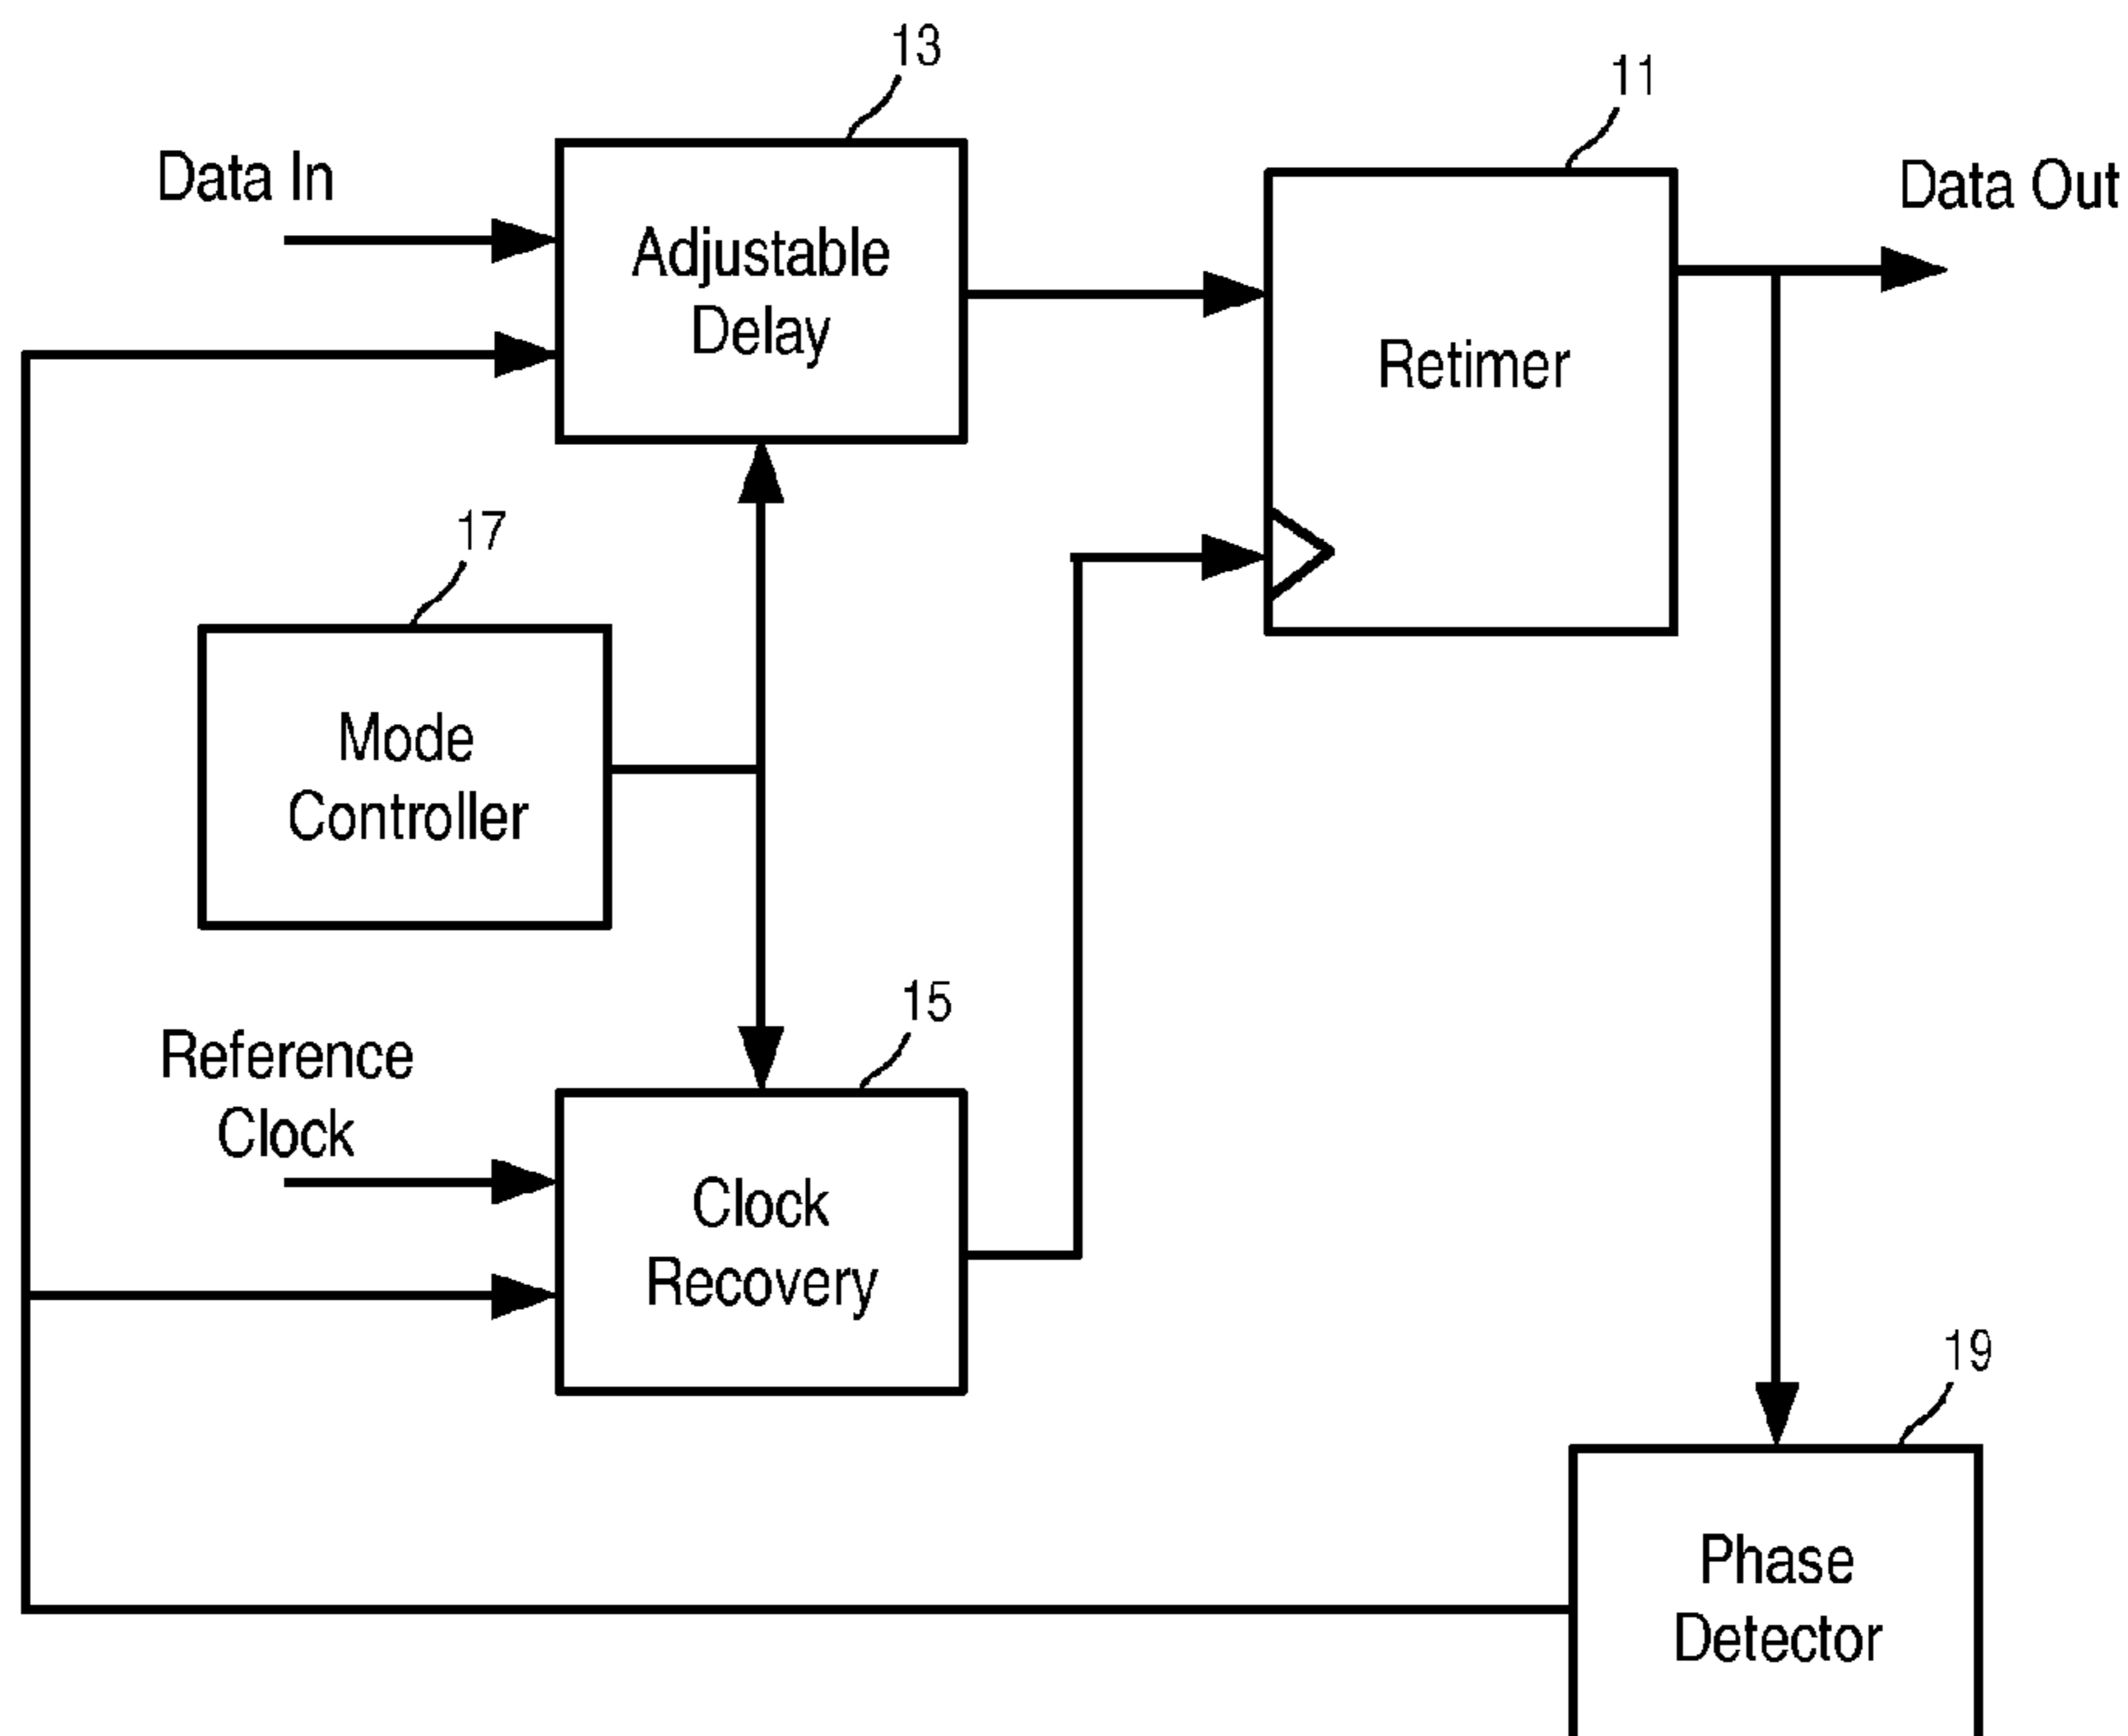 13
11
Data In
Data Out
Adjustable
Delay
Retimer
17
Mode
Controller
15
Reference
Clock
Clock
Recovery
19
Phase
Detector